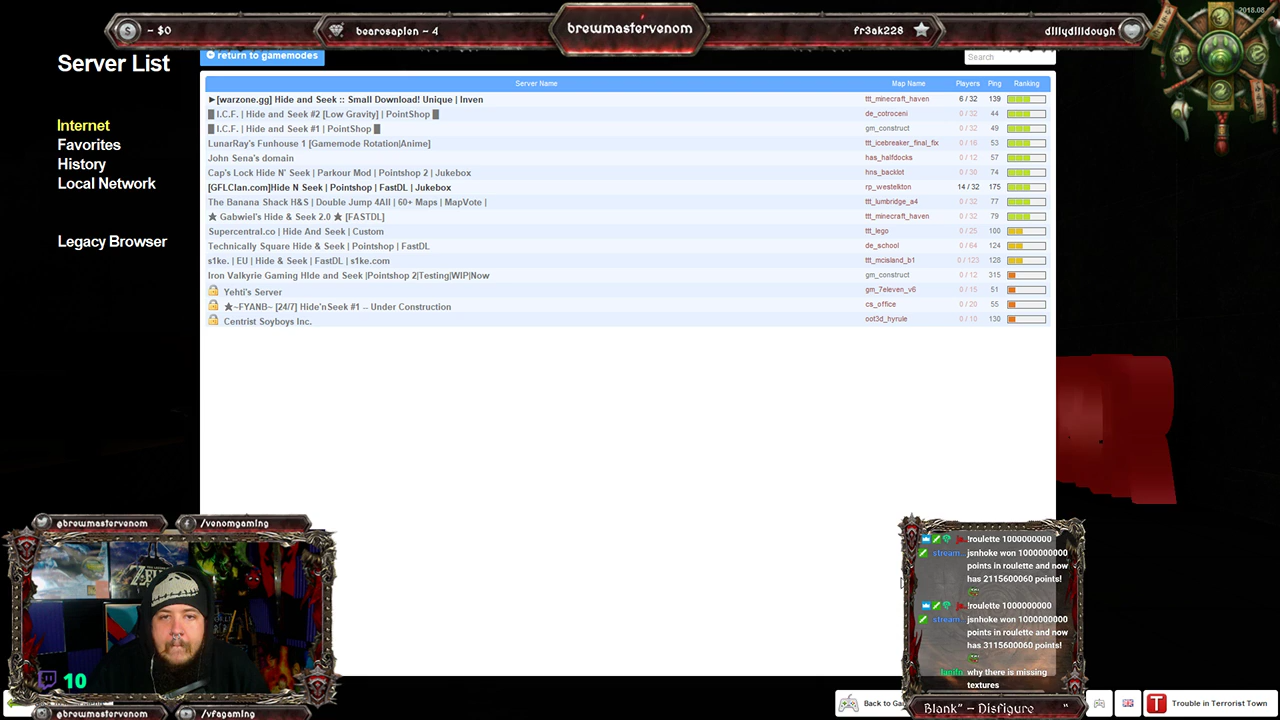 - $0
bearosapien - 4
brewmastervenom
fr3ak228
dillydilldough
2018.08
Server List
return to gamemodes
Search
Server Name Map Name Players Ping Ranking
►[warzone.gg] Hide and Seek :: Small Download! Unique | Inven ttt_minecraft_haven 6 / 32 139
█ I.C.F. | Hide and Seek #2 [Low Gravity] | PointShop █ de_cotroceni 0 / 32 44
█ I.C.F. | Hide and Seek #1 | PointShop █ gm_construct 0 / 32 49
LunarRay's Funhouse 1 [Gamemode Rotation|Anime] ttt_icebreaker_final_fix 0 / 16 53
John Sena's domain has_halfdocks 0 / 12 57
Cap's Lock Hide N' Seek | Parkour Mod | Pointshop 2 | Jukebox hns_backlot 0 / 30 74
[GFLClan.com]Hide N Seek | Pointshop | FastDL | Jukebox rp_westelkton 14 / 32 175
The Banana Shack H&S | Double Jump 4All | 60+ Maps | MapVote | ttt_lumbridge_a4 0 / 32 77
★ Gabwiel's Hide & Seek 2.0 ★ [FASTDL] ttt_minecraft_haven 0 / 32 79
Supercentral.co | Hide And Seek | Custom ttt_lego 0 / 25 100
Technically Square Hide & Seek | Pointshop | FastDL de_school 0 / 64 124
s1ke. | EU | Hide & Seek | FastDL | s1ke.com ttt_mcisland_b1 0 / 123 128
Iron Valkyrie Gaming Hide and Seek |Pointshop 2|Testing|WIP|Now gm_construct 0 / 12 315
Yehti's Server gm_7eleven_v6 0 / 15 51
★~FYANB~ [24/7] Hide'nSeek #1 -- Under Construction cs_office 0 / 20 55
Centrist Soyboys Inc. oot3d_hyrule 0 / 10 130
Internet
Favorites
History
Local Network
Legacy Browser
@brewmastervenom
/venomgaming
10
@brewmastervenom
/vfagaming
!roulette 1000000000
stream.. jsnhoke won 1000000000
points in roulette and now
has 2115600060 points!
!roulette 1000000000
stream.. jsnhoke won 1000000000
points in roulette and now
has 3115600060 points!
why there is missing
textures
Blank" - Disfigure "
Back to Ga
T Trouble in Terrorist Town